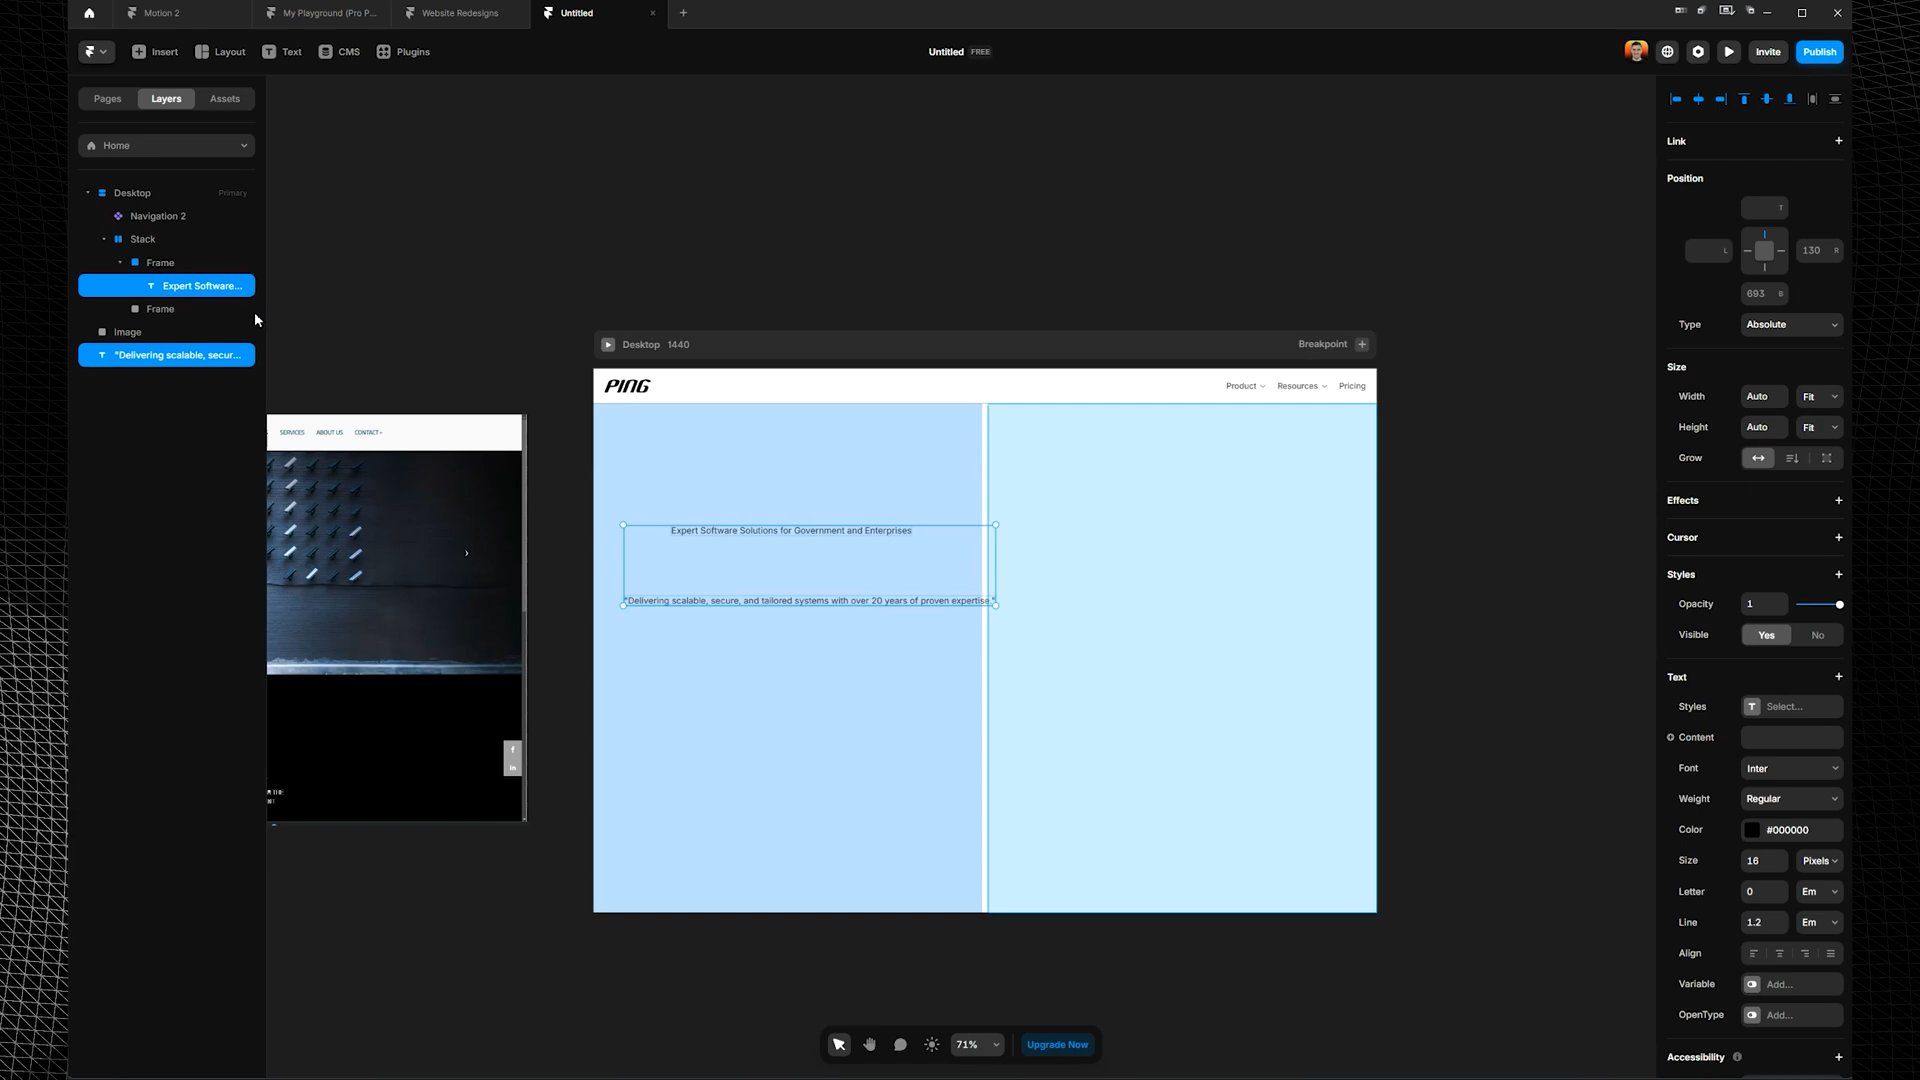 Motion 2
My Playground (Pro P...
Website Redesigns
Untitled
Insert
Layout
Text
CMS
Plugins
Untitled FREE
Invite
Publish
Pages
Layers
Assets
Home
Desktop
Primary
Navigation 2
Stack
Frame
Expert Software...
Frame
Image
"Delivering scalable, secur...
SERVICES
ABOUT US
CONTACT
Desktop 1440
Breakpoint
PING
Product
Resources
Pricing
Expert Software Solutions for Government and Enterprises
"Delivering scalable, secure, and tailored systems with over 20 years of proven expertise."
71%
Upgrade Now
Link
Position
T
L
130 R
693 B
Type
Absolute
Size
Width
Auto
Fit
Height
Auto
Fit
Grow
Effects
Cursor
Styles
Opacity
1
Visible
Yes
No
Text
Styles
Select...
Content
Font
Inter
Weight
Regular
Color
#000000
Size
16
Pixels
Letter
0
Em
Line
1.2
Em
Align
Variable
Add...
OpenType
Add...
Accessibility